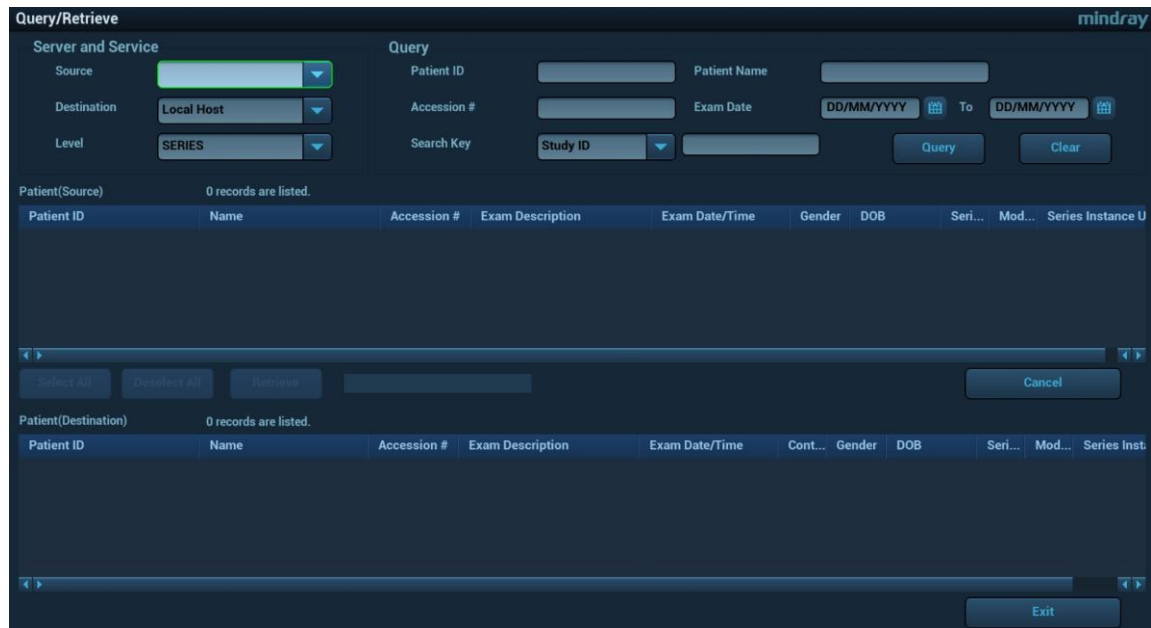 Query/Retrieve mindray
Server and Service Query
Source Patient ID Patient Name
Destination Local Host Accession # Exam Date DD/MM/YYYY To DD/MM/YYYY
Level SERIES Search Key Study ID Query Clear
Patient(Source) 0 records are listed.
Patient ID Name Accession # Exam Description Exam Date/Time Gender DOB Seri... Mod... Series Instance U
Select All Deselect All Retrieve Cancel
Patient(Destination) 0 records are listed.
Patient ID Name Accession # Exam Description Exam Date/Time Cont... Gender DOB Seri... Mod... Series Inst
Exit